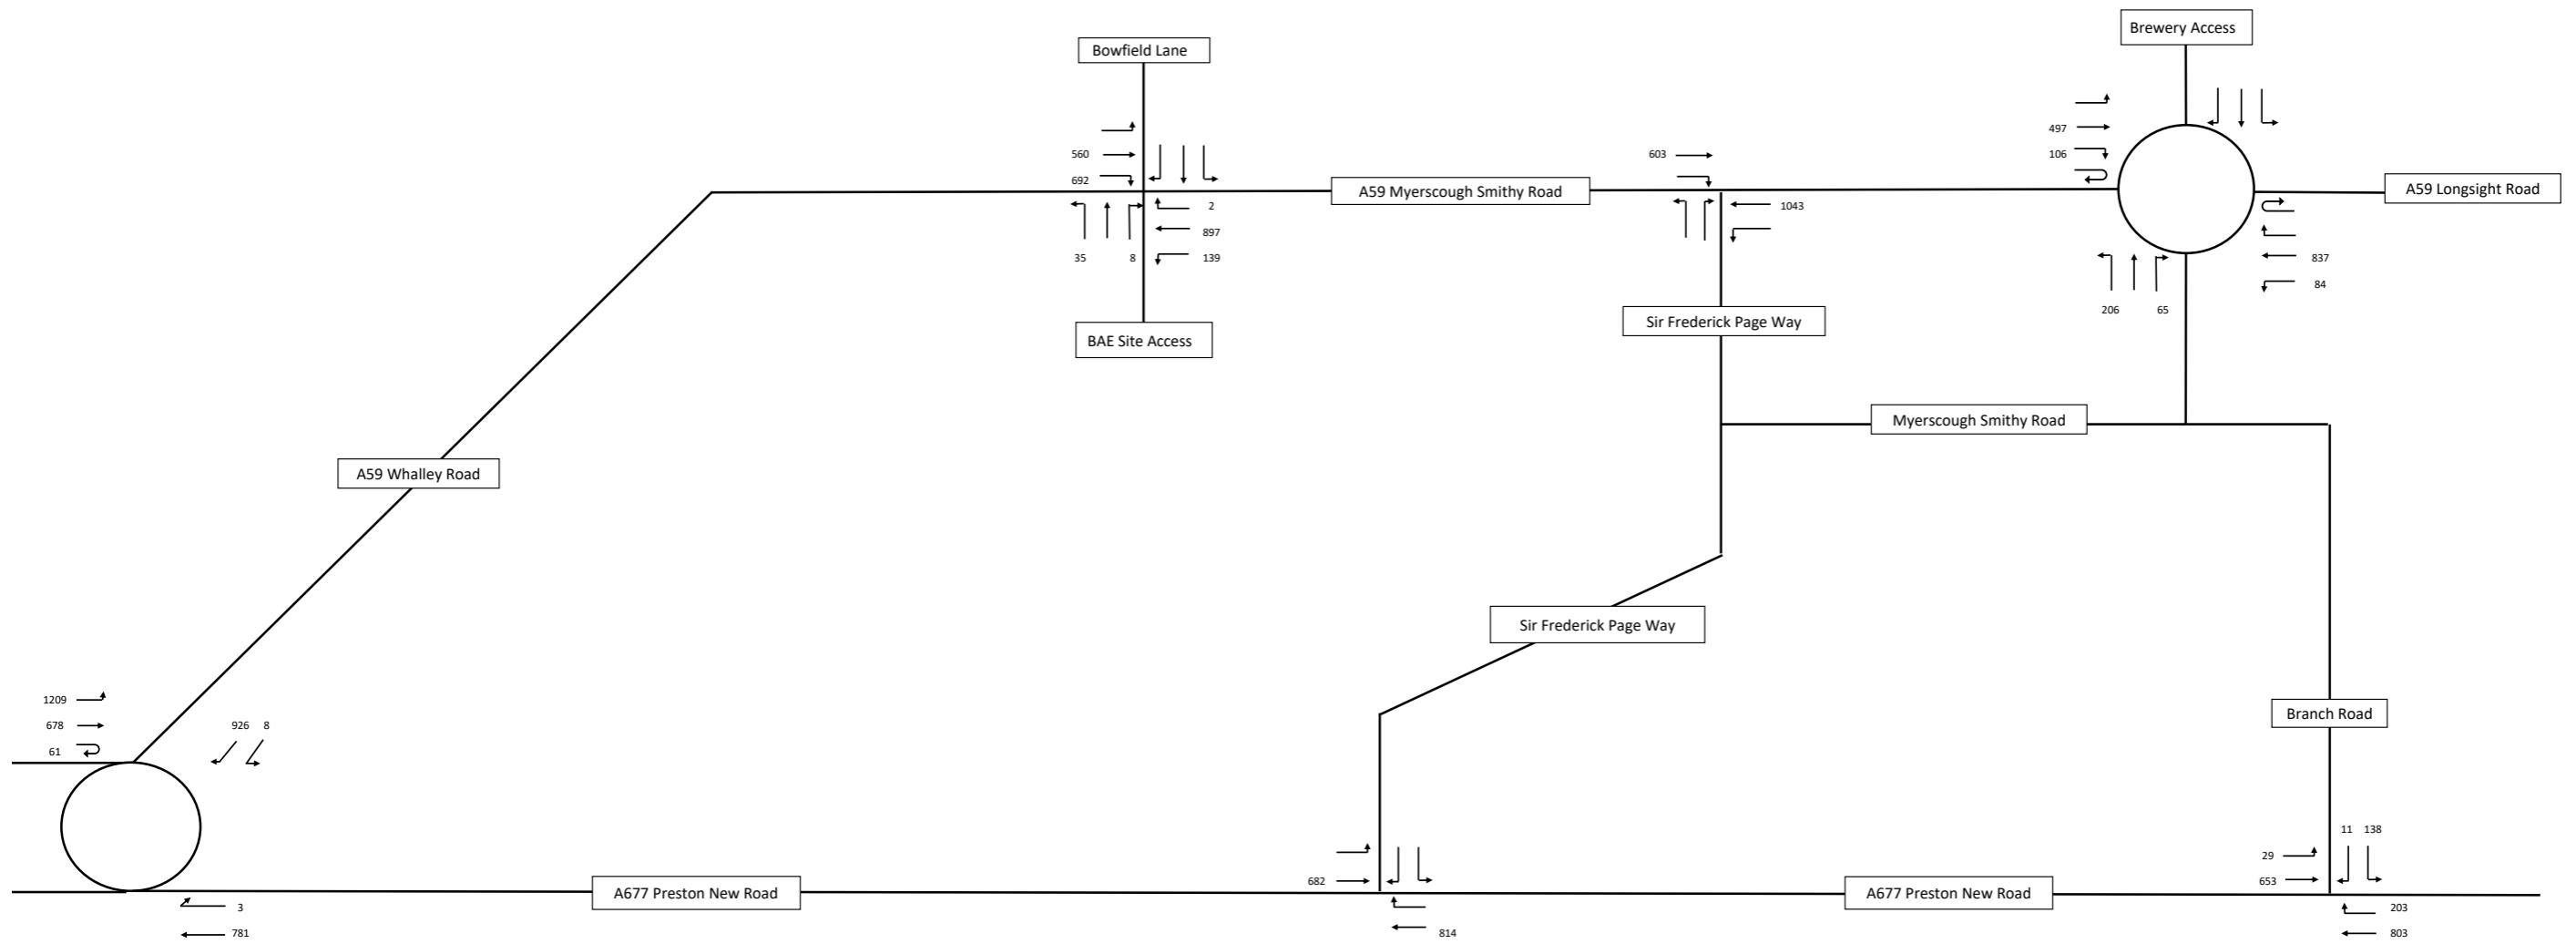 Brewery Access
Bowfield Lane
497
106
560
692
603
A59 Myerscough Smithy Road
A59 Longsight Road
2
897
139
35
8
1043
837
84
206
65
Sir Frederick Page Way
BAE Site Access
Myerscough Smithy Road
A59 Whalley Road
Sir Frederick Page Way
1209
678
61
926
8
Branch Road
11
138
29
653
682
A677 Preston New Road
A677 Preston New Road
3
781
814
203
803